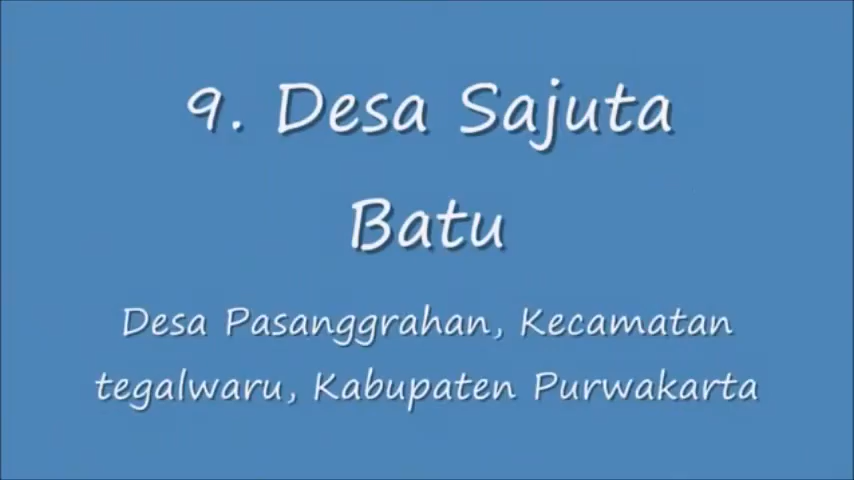 9. Desa Sajuta
Batu
Desa Pasanggrahan, Kecamatan
tegalwaru, Kabupaten Purwakarta